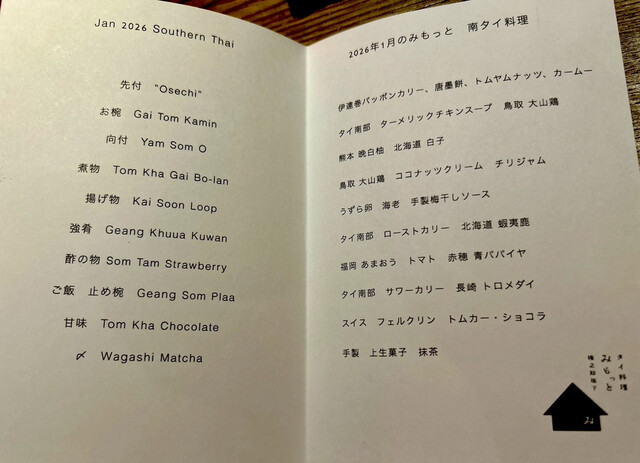 Jan 2026 Southern Thai
先付 "Osechi"
お椀 Gai Tom Kamin
向付 Yam Som O
煮物 Tom Kha Gai Bo-lan
揚げ物 Kai Soon Loop
強肴 Geang Khuua Kuwan
酢の物 Som Tam Strawberry
ご飯 止め椀 Geang Som Plaa
甘味 Tom Kha Chocolate
〆 Wagashi Matcha
2026年1月のみもっと 南タイ料理
伊達巻パッポンカリー、唐墨餅、トムヤムナッツ、カームー
タイ南部 ターメリックチキンスープ 鳥取 大山鶏
熊本 晩白柚 北海道 白子
鳥取 大山鶏 ココナッツクリーム チリジャム
うずら卵 海老 手製梅干しソース
タイ南部 ローストカリー 北海道 蝦夷鹿
福岡 あまおう トマト 赤穂 青パパイヤ
タイ南部 サワーカリー 長崎 トロメダイ
スイス フェルクリン トムカー・ショコラ
手製 上生菓子 抹茶
タイ料理
みもっと
み